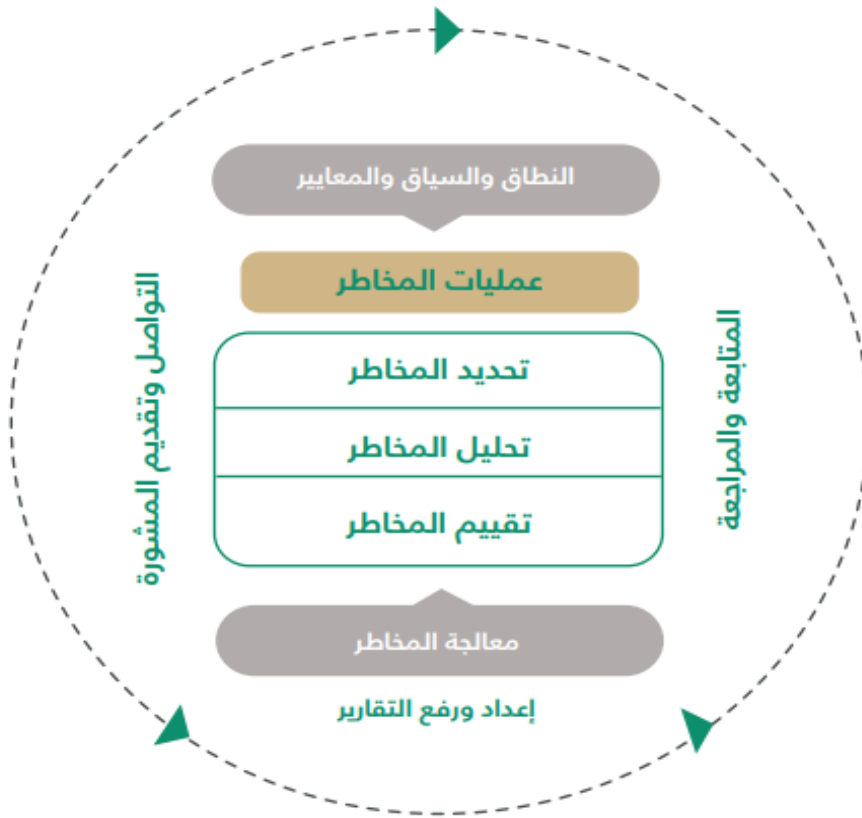 النطاق والسياق والمعايير
عمليات المخاطر
تحديد المخاطر
تحليل المخاطر
تقييم المخاطر
معالجة المخاطر
إعداد ورفع التقارير
المتابعة والمراجعة
التواصل وتقديم المشورة